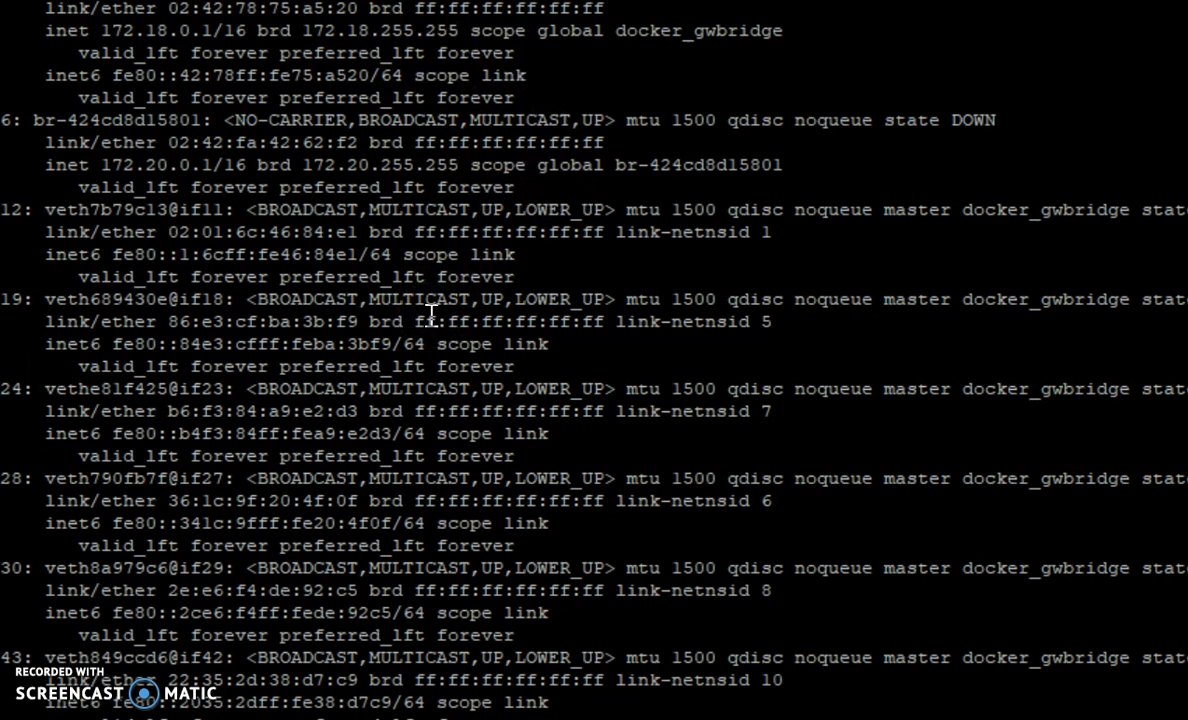 link/ether 02:42:78:75:a5:20 brd ff:ff:ff:ff:ff:ff
inet 172.18.0.1/16 brd 172.18.255.255 scope global docker_gwbridge
valid_lft forever preferred_lft forever
inet6 fe80::42:78ff:fe75:a520/64 scope link
valid_lft forever preferred_lft forever
6: br-424cd8d15801: <NO-CARRIER,BROADCAST,MULTICAST,UP> mtu 1500 qdisc noqueue state DOWN
link/ether 02:42:fa:42:62:f2 brd ff:ff:ff:ff:ff:ff
inet 172.20.0.1/16 brd 172.20.255.255 scope global br-424cd8d15801
valid_lft forever preferred_lft forever
12: veth7b79c13@if11: <BROADCAST,MULTICAST,UP,LOWER_UP> mtu 1500 qdisc noqueue master docker_gwbridge stat
link/ether 02:01:6c:46:84:e1 brd ff:ff:ff:ff:ff:ff link-netnsid 1
inet6 fe80::1:6cff:fe46:84e1/64 scope link
valid_lft forever preferred_lft forever
19: veth689430e@if18: <BROADCAST,MULTICAST,UP,LOWER_UP> mtu 1500 qdisc noqueue master docker_gwbridge stat
link/ether 86:e3:cf:ba:3b:f9 brd ff:ff:ff:ff:ff:ff link-netnsid 5
inet6 fe80::84e3:cfff:feba:3bf9/64 scope link
valid_lft forever preferred_lft forever
24: vethe81f425@if23: <BROADCAST,MULTICAST,UP,LOWER_UP> mtu 1500 qdisc noqueue master docker_gwbridge stat
link/ether b6:f3:84:a9:e2:d3 brd ff:ff:ff:ff:ff:ff link-netnsid 7
inet6 fe80::b4f3:84ff:fea9:e2d3/64 scope link
valid_lft forever preferred_lft forever
28: veth790fb7f@if27: <BROADCAST,MULTICAST,UP,LOWER_UP> mtu 1500 qdisc noqueue master docker_gwbridge stat
link/ether 36:1c:9f:20:4f:0f brd ff:ff:ff:ff:ff:ff link-netnsid 6
inet6 fe80::341c:9fff:fe20:4f0f/64 scope link
valid_lft forever preferred_lft forever
30: veth8a979c6@if29: <BROADCAST,MULTICAST,UP,LOWER_UP> mtu 1500 qdisc noqueue master docker_gwbridge stat
link/ether 2e:e6:f4:de:92:c5 brd ff:ff:ff:ff:ff:ff link-netnsid 8
inet6 fe80::2ce6:f4ff:fede:92c5/64 scope link
valid_lft forever preferred_lft forever
43: veth849ccd6@if42: <BROADCAST,MULTICAST,UP,LOWER_UP> mtu 1500 qdisc noqueue master docker_gwbridge stat
link/ether 22:35:2d:38:d7:c9 brd ff:ff:ff:ff:ff:ff link-netnsid 10
inet6 fe80::2035:2dff:fe38:d7c9/64 scope link
RECORDED WITH
SCREENCAST MATIC